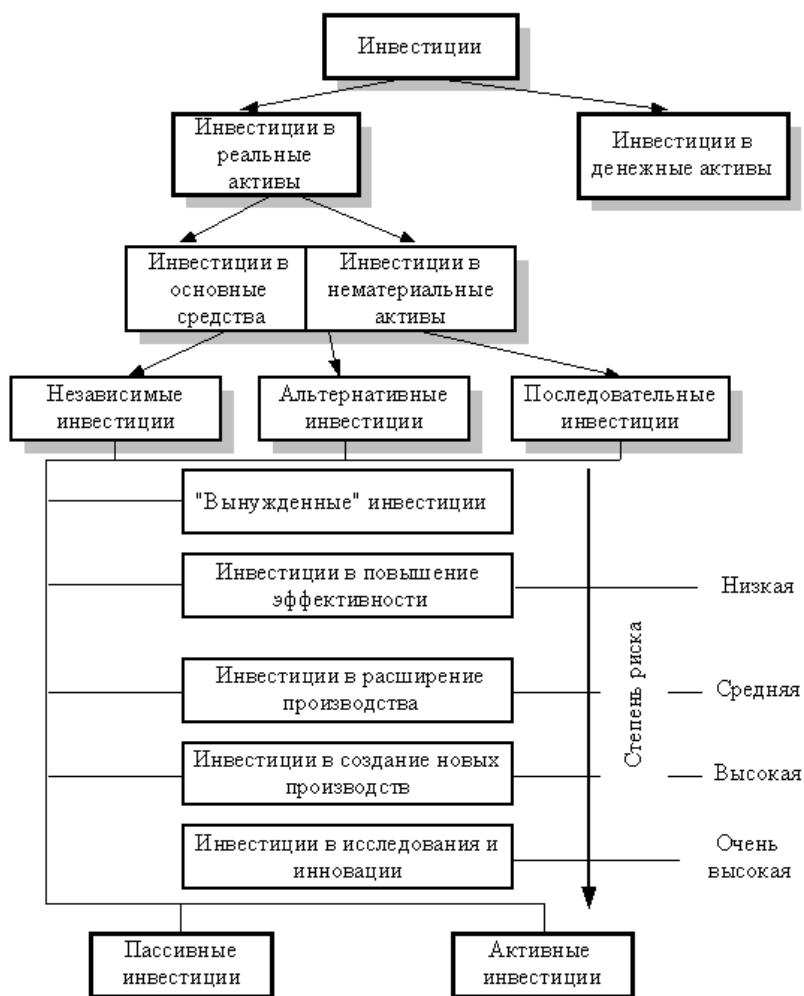 Инвестиции
Инвестиции в
реальные
активы
Инвестиции в
денежные активы
Инвестиции в
основные
средства
Инвестиции в
нематериальные
активы
Независимые
инвестиции
Альтернативные
инвестиции
Последовательные
инвестиции
"Вынужденные" инвестиции
Инвестиции в повышение
эффективности
Низкая
Степень риска
Инвестиции в расширение
производства
Средняя
Инвестиции в создание новых
производств
Высокая
Инвестиции в исследования и
инновации
Очень
высокая
Пассивные
инвестиции
Активные
инвестиции